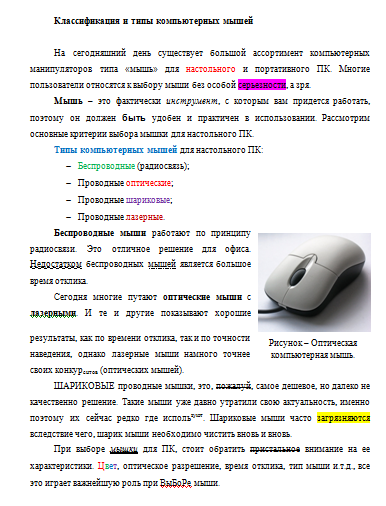 Классификация и типы компьютерных мышей
На сегодняшний день существует большой ассортимент компьютерных
манипуляторов типа «мышь» для настольного и портативного ПК. Многие
пользователи относятся к выбору мыши без особой серьезности, а зря.
Мышь – это фактически инструмент, с которым вам придется работать,
поэтому он должен быть удобен и практичен в использовании. Рассмотрим
основные критерии выбора мышки для настольного ПК.
Типы компьютерных мышей для настольного ПК:
– Беспроводные (радиосвязь);
– Проводные оптические;
– Проводные шариковые;
– Проводные лазерные.
Беспроводные мыши работают по принципу
радиосвязи. Это отличное решение для офиса.
Недостатком беспроводных мышей является большое
время отклика.
Сегодня многие путают оптические мыши с
лазерными. И те и другие показывают хорошие
результаты, как по времени отклика, так и по точности
наведения, однако лазерные мыши намного точнее
своих конкурентов (оптических мышей).
Рисунок – Оптическая
компьютерная мышь.
ШАРИКОВЫЕ проводные мышки, это, пожалуй, самое дешевое, но далеко не
качественно решение. Такие мыши уже давно утратили свою актуальность, именно
поэтому их сейчас редко где используют. Шариковые мыши часто загрязняются
вследствие чего, шарик мыши необходимо чистить вновь и вновь.
При выборе мышки для ПК, стоит обратить пристальное внимание на ее
характеристики. Цвет, оптическое разрешение, время отклика, тип мыши и.т.д., все
это играет важнейшую роль при ВыБоРе мыши.